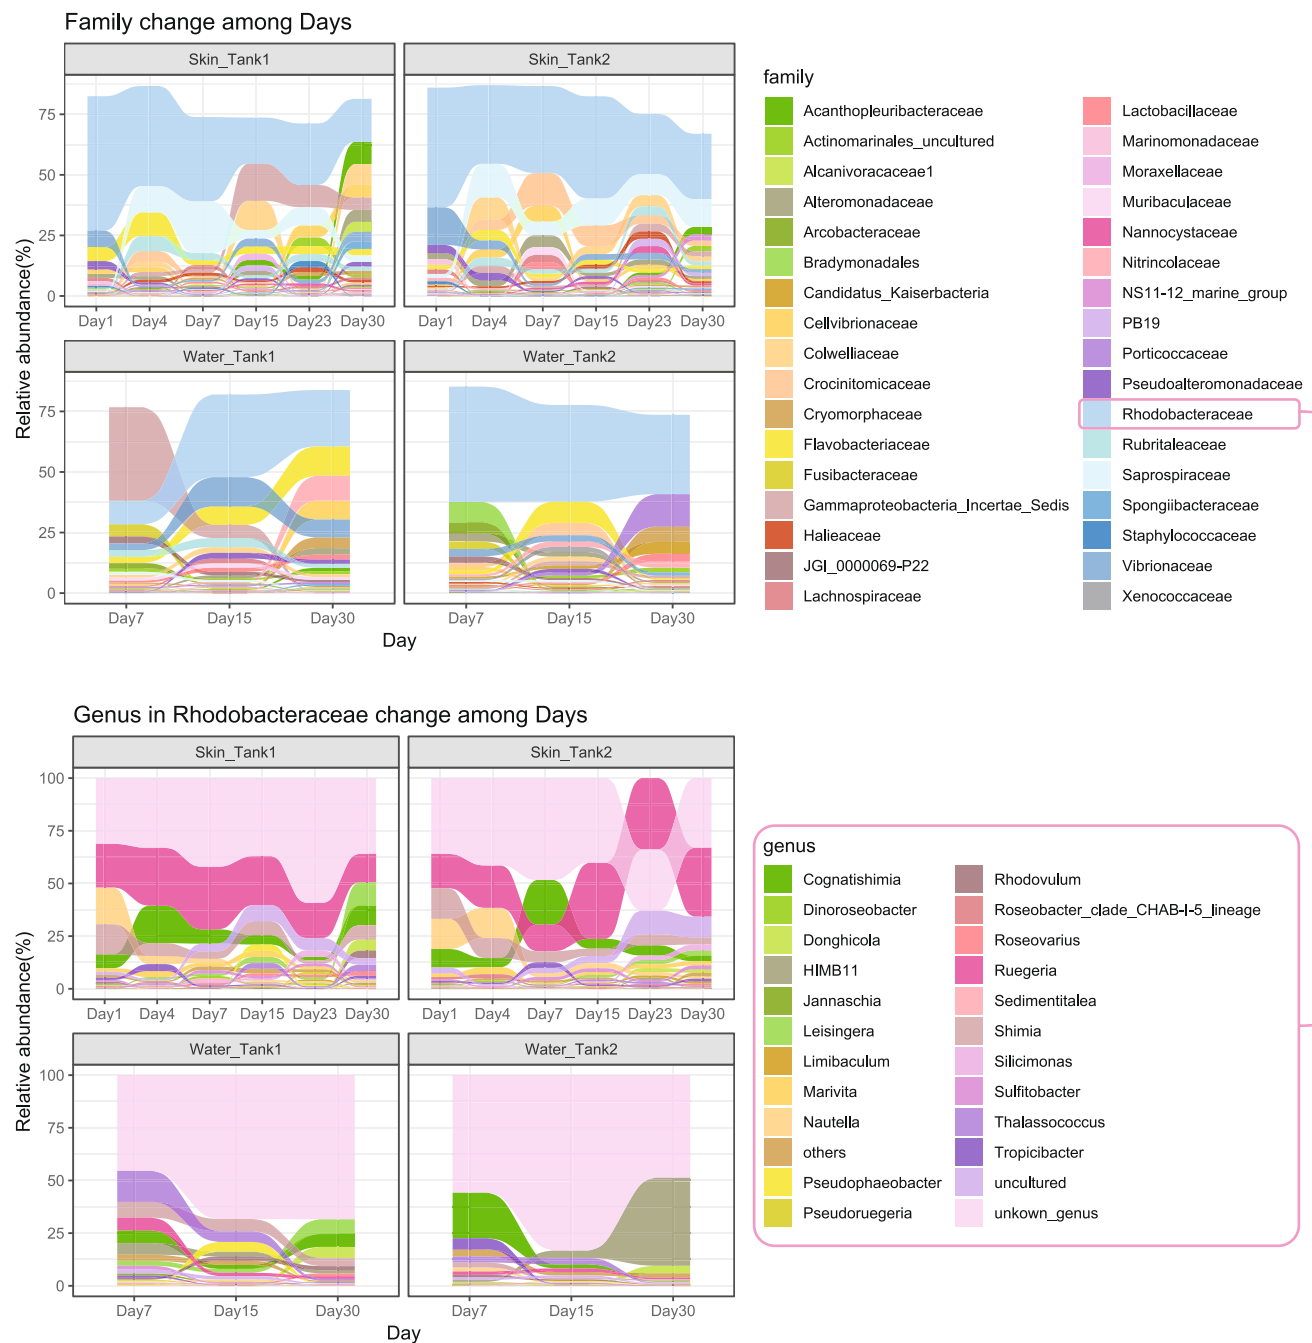 Family change among Days
Skin_Tank1
Skin_Tank2
75
50
25
0
Day1 Day4 Day7 Day15 Day23 Day30
Day1 Day4 Day7 Day15 Day23 Day30
Water_Tank1
Water_Tank2
75
50
25
0
Day7 Day15 Day30
Day7 Day15 Day30
Relative abundance(%)
Day
family
Acanthopleuribacteraceae
Actinomarinales_uncultured
Alcanivoracaceae1
Alteromonadaceae
Arcobacteraceae
Bradymonadales
Candidatus_Kaiserbacteria
Cellvibrionaceae
Colwelliaceae
Crocinitomicaceae
Cryomorphaceae
Flavobacteriaceae
Fusibacteraceae
Gammaproteobacteria_Incertae_Sedis
Halieaceae
JGI_0000069-P22
Lachnospiraceae
Lactobacillaceae
Marinomonadaceae
Moraxellaceae
Muribaculaceae
Nannocystaceae
Nitrincolaceae
NS11-12_marine_group
PB19
Porticoccaceae
Pseudoalteromonadaceae
Rhodobacteraceae
Rubritaleaceae
Saprospiraceae
Spongiibacteraceae
Staphylococcaceae
Vibrionaceae
Xenococcaceae
Genus in Rhodobacteraceae change among Days
Skin_Tank1
Skin_Tank2
100
75
50
25
0
Day1 Day4 Day7 Day15 Day23 Day30
Day1 Day4 Day7 Day15 Day23 Day30
Water_Tank1
Water_Tank2
100
75
50
25
0
Day7 Day15 Day30
Day7 Day15 Day30
Relative abundance(%)
Day
genus
Cognatishimia
Dinoroseobacter
Donghicola
HIMB11
Jannaschia
Leisingera
Limibaculum
Marivita
Nautella
others
Pseudophaeobacter
Pseudoruegeria
Rhodovulum
Roseobacter_clade_CHAB-I-5_lineage
Roseovarius
Ruegeria
Sedimentitalea
Shimia
Silicimonas
Sulfitobacter
Thalassococcus
Tropicibacter
uncultured
unkown_genus